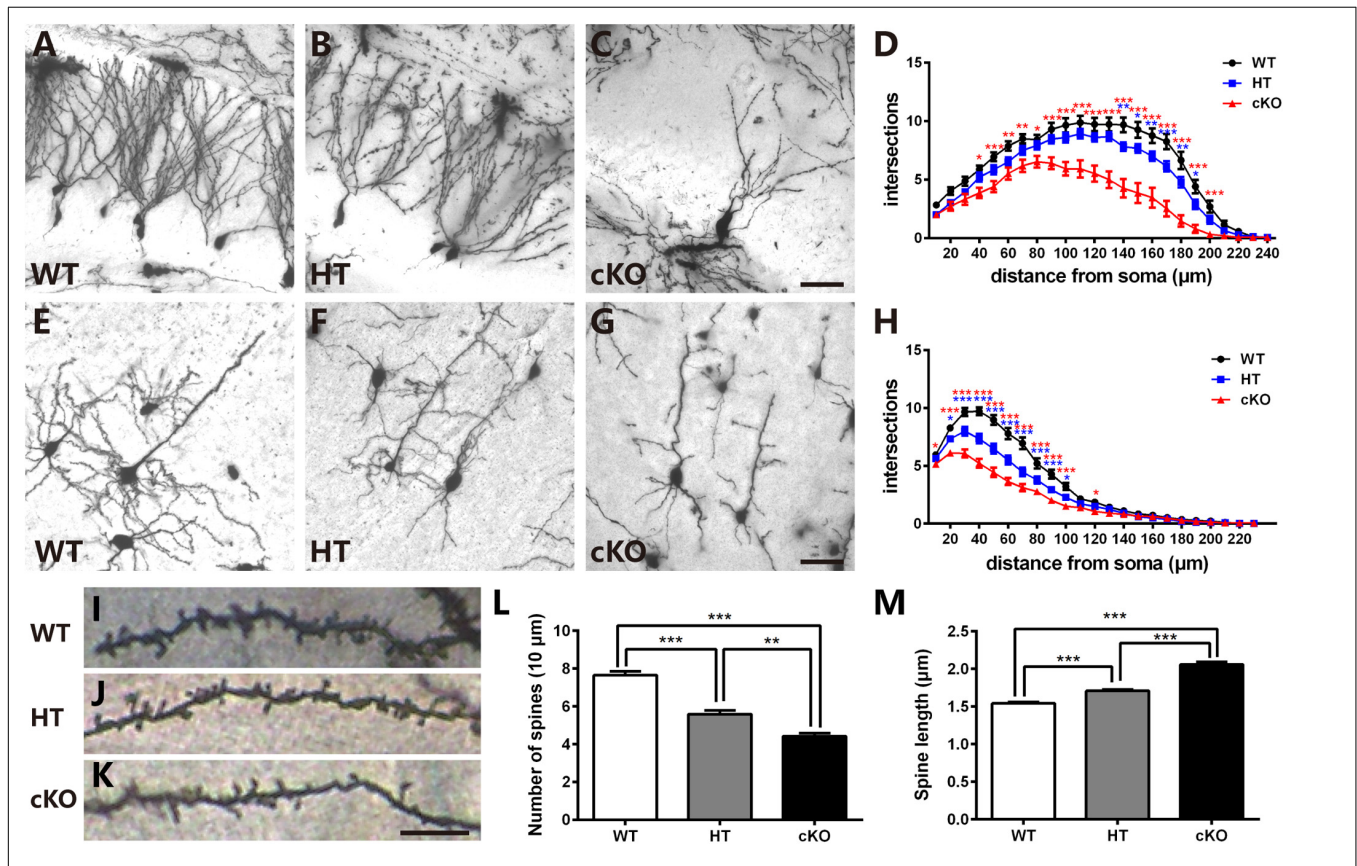 A
WT
B
HT
C
cKO
D
WT
HT
cKO
15
10
5
0
intersections
20 40 60 80 100 120 140 160 180 200 220 240
distance from soma (µm)
E
WT
F
HT
G
cKO
H
WT
HT
cKO
15
10
5
0
intersections
20 40 60 80 100 120 140 160 180 200 220
distance from soma (µm)
WT
I
HT
J
cKO
K
L
Number of spines (10 µm)
10
8
6
4
2
0
***
***
**
WT HT cKO
M
Spine length (µm)
2.5
2.0
1.5
1.0
0.5
0.0
***
***
***
WT HT cKO